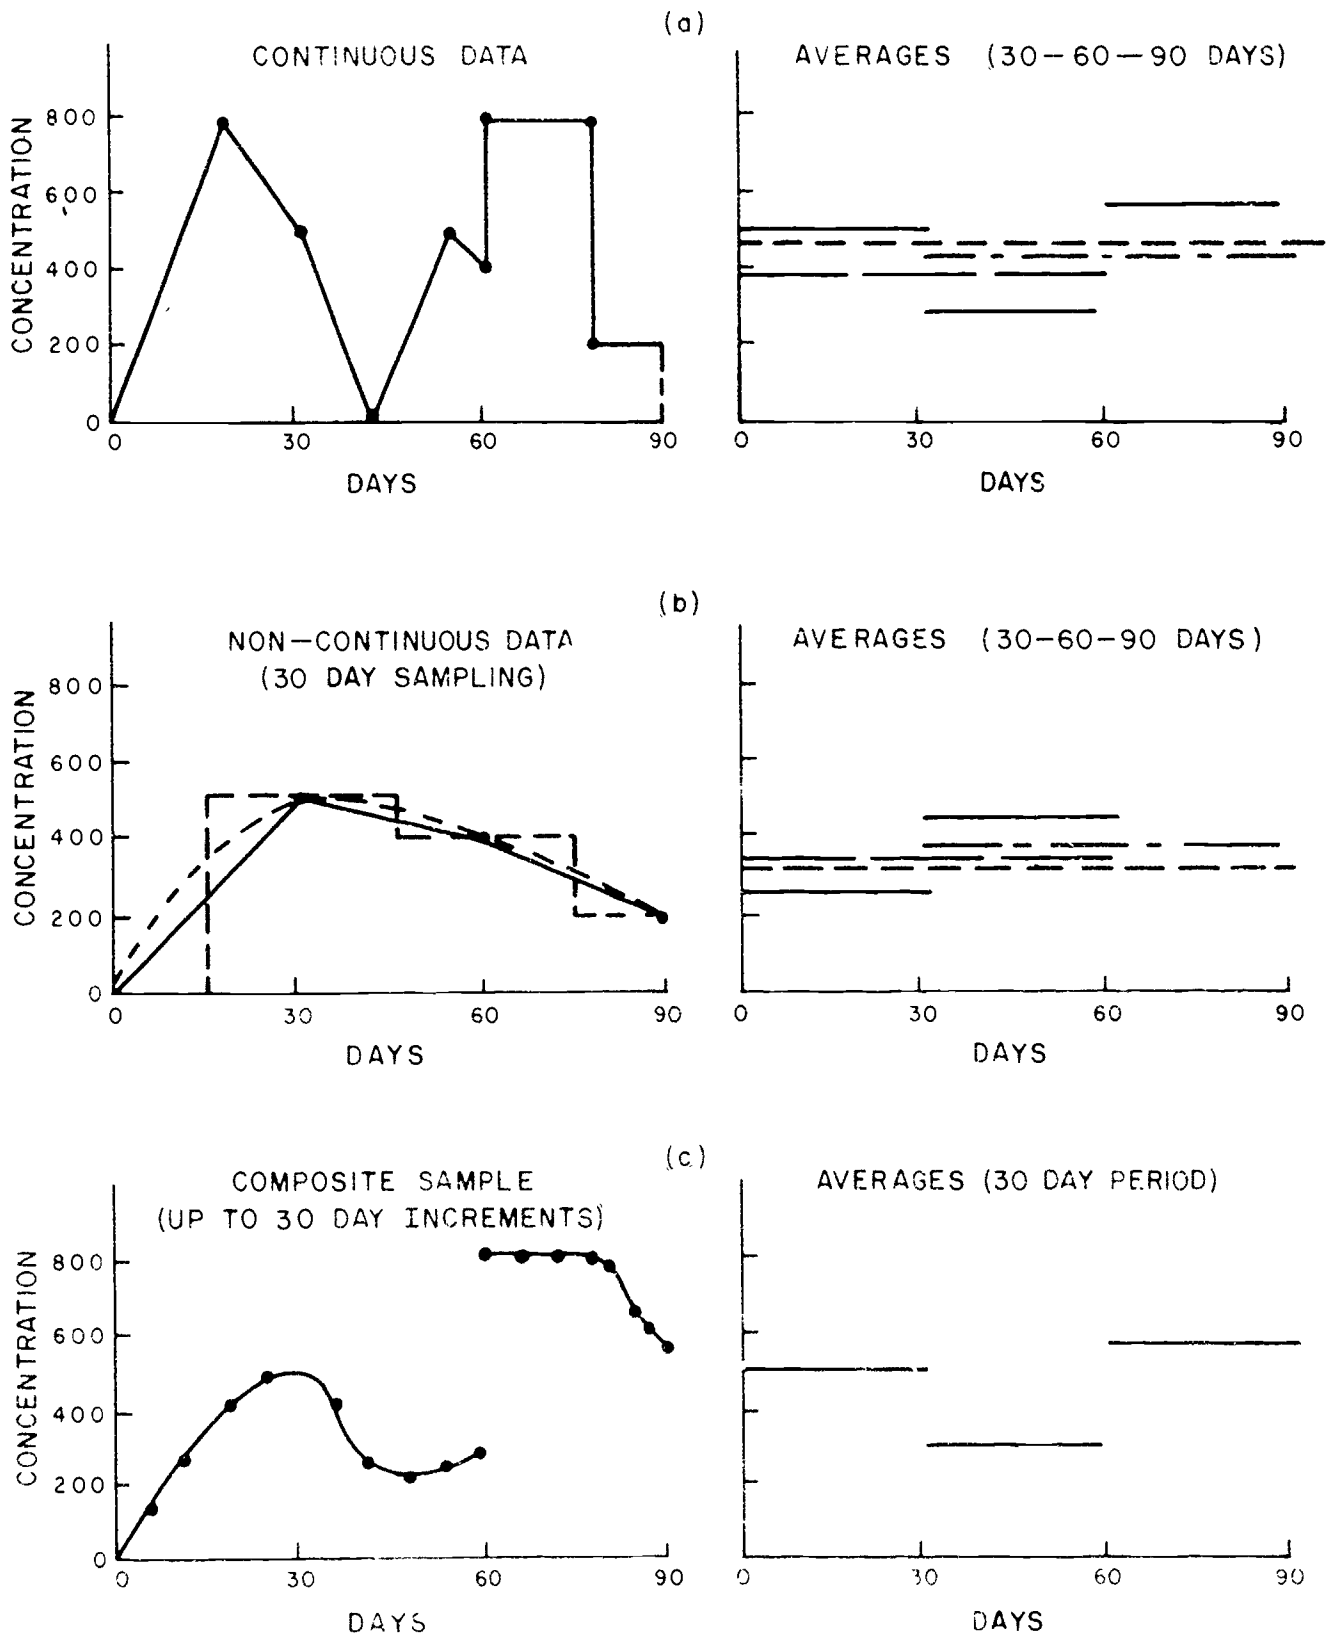 (a)
CONTINUOUS DATA
CONCENTRATION
800
600
400
200
0
0 30 60 90
DAYS
AVERAGES (30-60-90 DAYS)
0 30 60 90
DAYS
(b)
NON-CONTINUOUS DATA
(30 DAY SAMPLING)
CONCENTRATION
800
600
400
200
0
0 30 60 90
DAYS
AVERAGES (30-60-90 DAYS)
0 30 60 90
DAYS
(c)
COMPOSITE SAMPLE
(UP TO 30 DAY INCREMENTS)
CONCENTRATION
800
600
400
200
0
0 30 60 90
DAYS
AVERAGES (30 DAY PERIOD)
0 30 60 90
DAYS